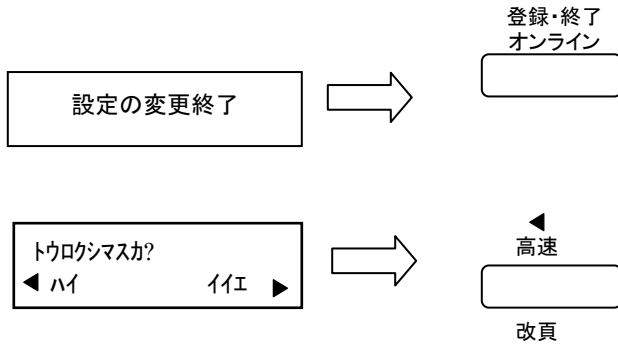 登録・終了
オンライン
設定の変更終了
ﾄｳﾛｸｼﾏｽｶ?
◀ ﾊｲ ｲｲｴ ▶
◀
高速
改頁